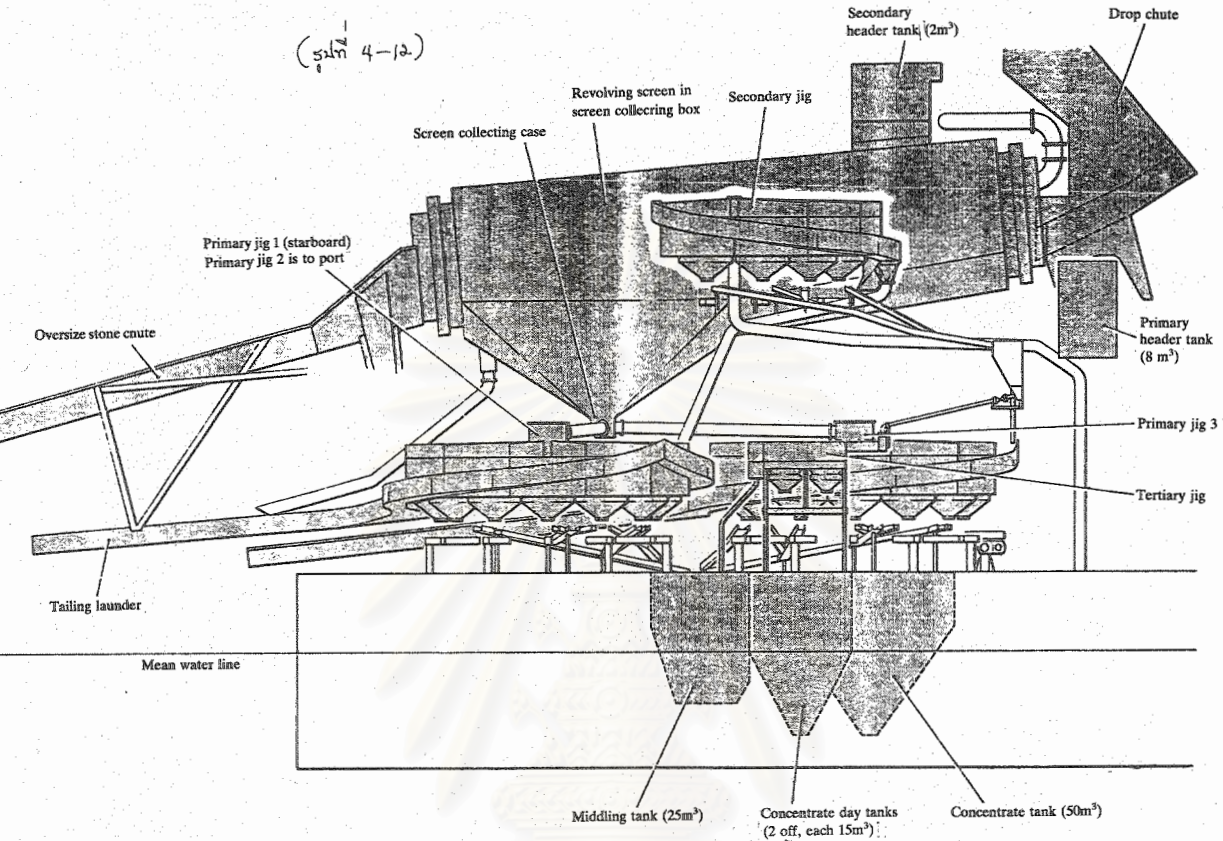 (รูปที่ 4-12)
Secondary
header tank (2m³)
Drop chute
Revolving screen in
screen collecring box
Secondary jig
Screen collecting case
Primary jig 1 (starboard)
Primary jig 2 is to port
Oversize stone cnute
Primary
header tank
(8 m³)
Primary jig 3
Tertiary jig
Tailing launder
Mean water line
Middling tank (25m³)
Concentrate day tanks
(2 off, each 15m³)
Concentrate tank (50m³)